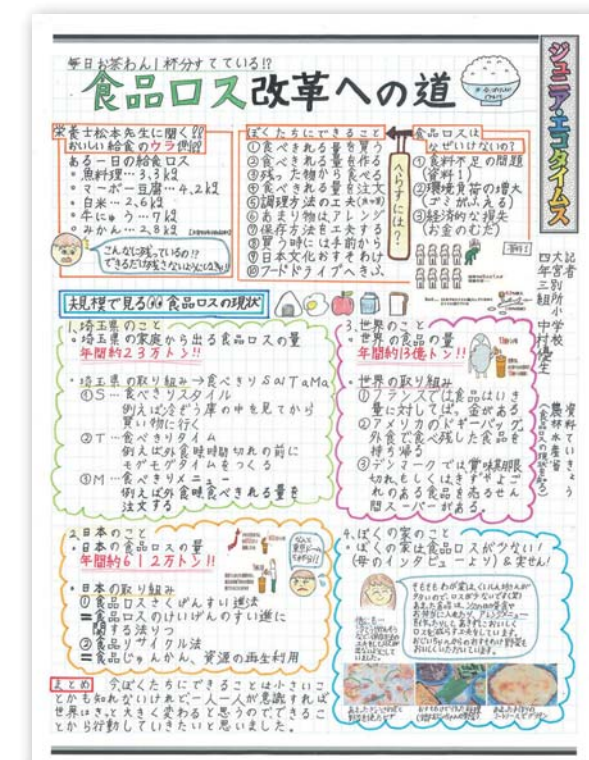 ジュニア・エコタイムス
毎日お茶わん1杯分すてている!?
食品ロス改革への道
記者
大宮別所小学校
四年三組 中村
栄養士松本先生に聞く!!
おいしい給食のウラ側!!
ある一日の給食ロス
・魚料理…3.3kg
・マーボー豆腐…4.2kg
・白米…2.6kg
・牛にゅう…7kg
・みかん…2.8kg
こんなに残っているの!?
できるだけ残さないようにしなきゃ!!
ぼくたちにできること
①食べきれる量を買う
②食べきれる量を作る
③残った物から食べる
④食べきれる量を注文
⑤調理方法の工夫
⑥あまり物はアレンジ
⑦保存方法を工夫する
⑧買う時には手前から
⑨日本文化おすそわけ
⑩フードドライブへきふ
へらすには?
食品ロスは
なぜいけないの?
①食料不足の問題
(資料1)
②環境負荷の増大
(ゴミがふえる)
③経済的な損失
(お金のむだ)
規模で見る 食品ロスの現状
1.埼玉県のこと
・埼玉県の家庭から出る食品ロスの量
年間約23万トン!!
・埼玉県の取り組み→食べきりSaiTaMa
①S…食べきりスタイル
例えば冷ぞう庫の中を見てから
買い物に行く
②T…食べきりタイム
例えば外食時間切れの前に
モグモグタイムをつくる
③M…食べきりメニュー
例えば外食時食べきれる量を
注文する
2.日本のこと
・日本の食品ロスの量
年間約612万トン!!
・日本の取り組み
①食品ロスさくげんすい進法
=食品ロスのけいげんのすい進に
関する法りつ
②食品リサイクル法
=食品じゅんかん、資源の再生利用
3.世界のこと
・世界の食品の量
年間約13億トン!!
・世界の取り組み
①フランスでは食品はいき
量に対してばっ金がある
②アメリカのドギーバッグ
外食で食べ残した食品を
持ち帰る
③デンマークでは賞味期限
切れもしくはきずやよご
れのある食品を売るせん
門スーパーがある。
4.ぼくの家のこと
・ぼくの家は食品ロスが少ない!
(母のインタビューより)&実せん!
資料ていきょう
農林水産省
まとめ 今ぼくたちにできることは小さいこ
とかも知れないけれど、一人一人が意識すれば
世界はきっと大きく変わると思うので、できるこ
とから行動していきたいと思いました。